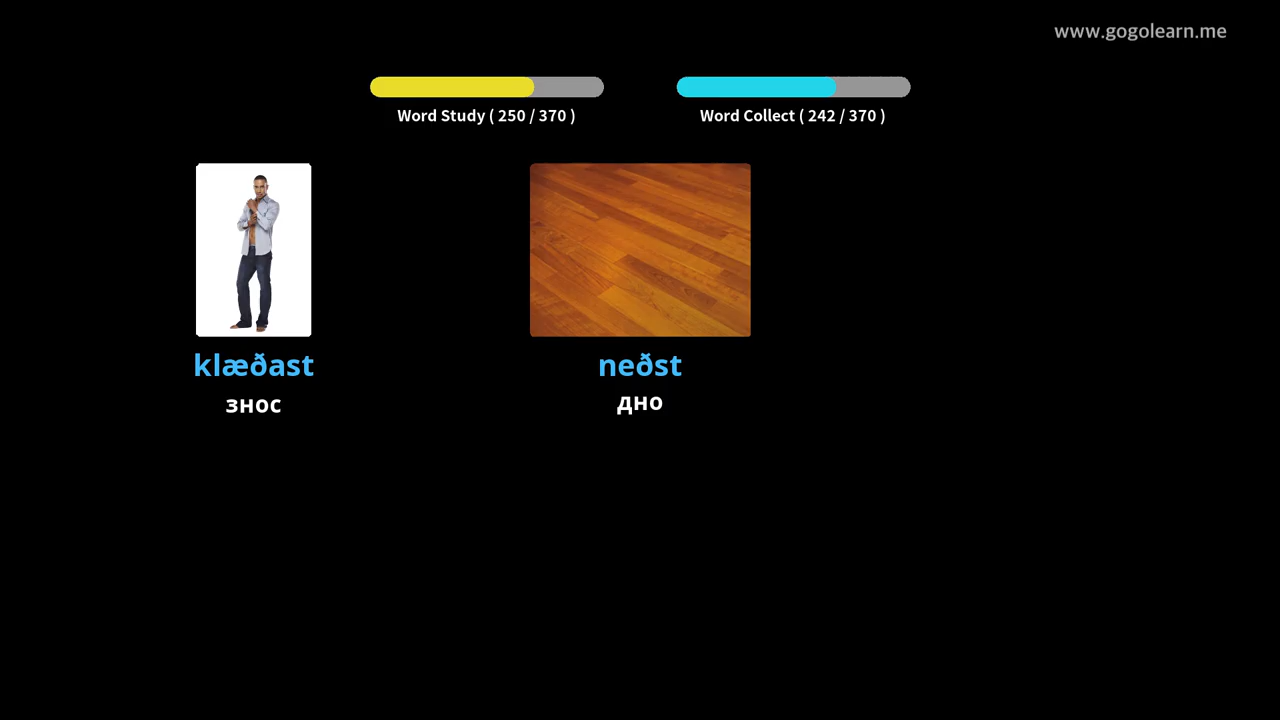 www.gogolearn.me
Word Study ( 250 / 370 )
Word Collect ( 242 / 370 )
klæðast
neðst
знос
дно